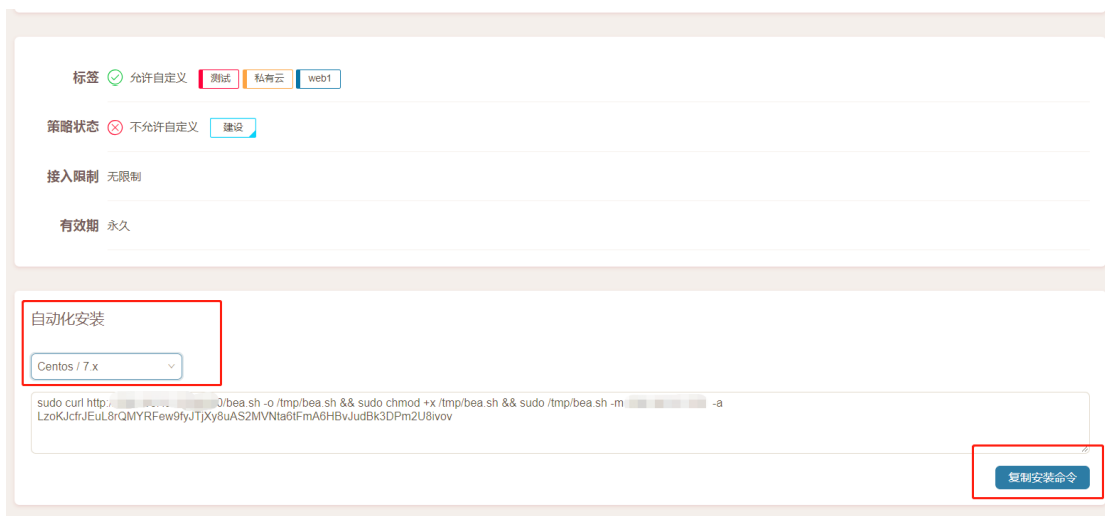 标签 允许自定义 测试 私有云 web1
策略状态 不允许自定义 建设
接入限制 无限制
有效期 永久
自动化安装
Centos / 7.x
sudo curl http:/ 0/bea.sh -o /tmp/bea.sh && sudo chmod +x /tmp/bea.sh && sudo /tmp/bea.sh -m -a
LzoKJcfrJEuL8rQMYRFew9fyJTjXy8uAS2MVNta6tFmA6HBvJudBk3DPm2U8ivov
复制安装命令